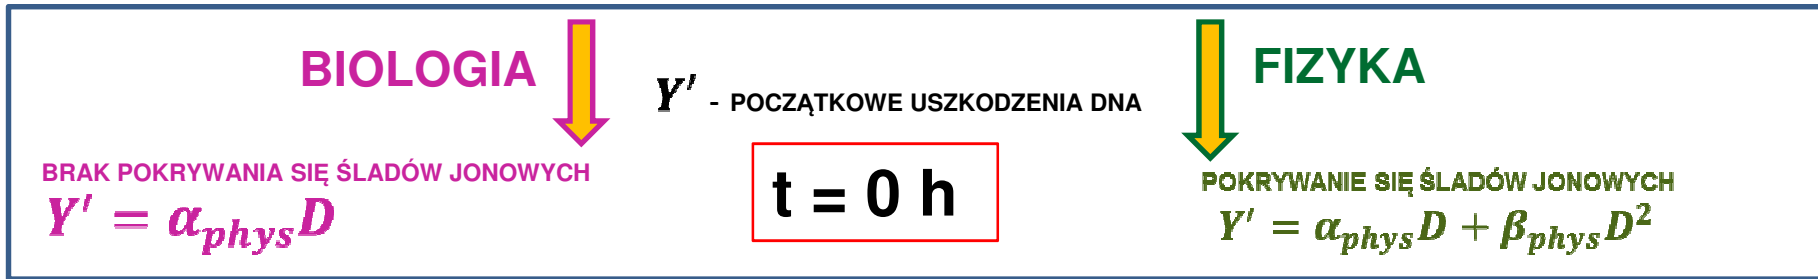 BIOLOGIA
BRAK POKRYWANIA SIĘ ŚLADÓW JONOWYCH
Y′ = α_phys D
Y′ - POCZĄTKOWE USZKODZENIA DNA
t = 0 h
FIZYKA
POKRYWANIE SIĘ ŚLADÓW JONOWYCH
Y′ = α_phys D + β_phys D²